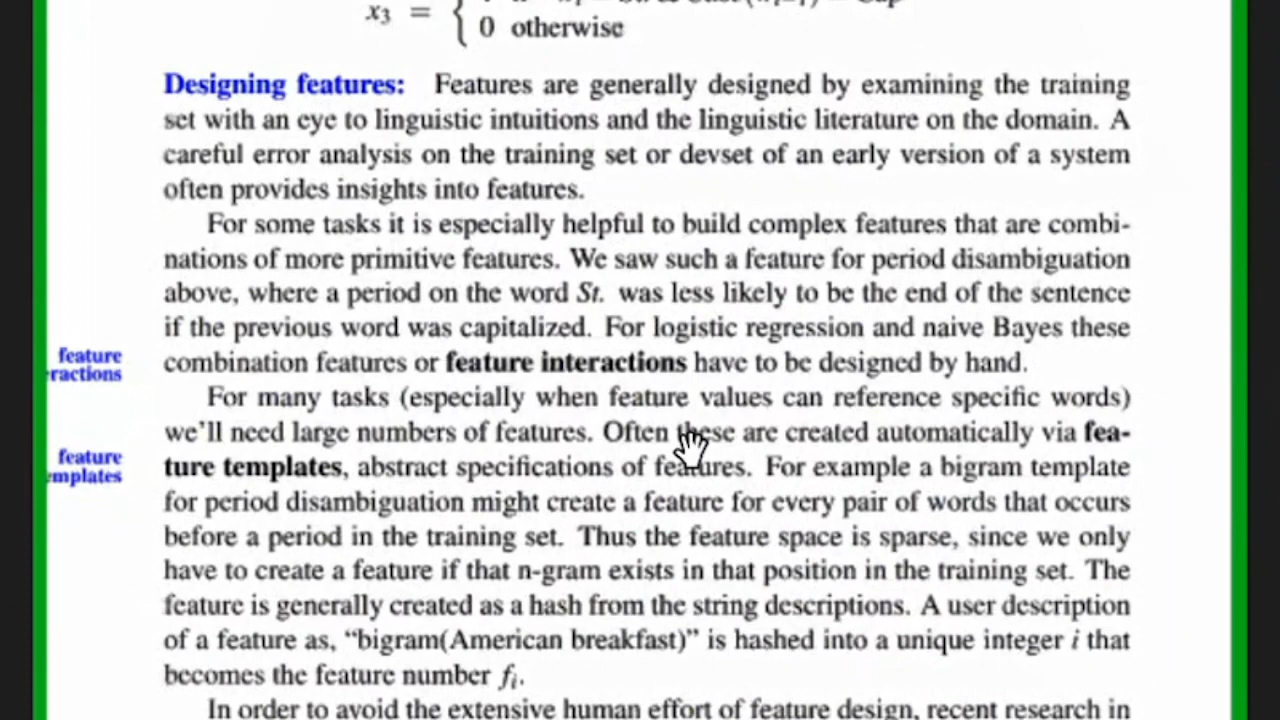 x3 = { 0 otherwise
Designing features: Features are generally designed by examining the training
set with an eye to linguistic intuitions and the linguistic literature on the domain. A
careful error analysis on the training set or devset of an early version of a system
often provides insights into features.
For some tasks it is especially helpful to build complex features that are combi-
nations of more primitive features. We saw such a feature for period disambiguation
above, where a period on the word St. was less likely to be the end of the sentence
if the previous word was capitalized. For logistic regression and naive Bayes these
feature
ractions
combination features or feature interactions have to be designed by hand.
For many tasks (especially when feature values can reference specific words)
we'll need large numbers of features. Often these are created automatically via fea-
feature
mplates
ture templates, abstract specifications of features. For example a bigram template
for period disambiguation might create a feature for every pair of words that occurs
before a period in the training set. Thus the feature space is sparse, since we only
have to create a feature if that n-gram exists in that position in the training set. The
feature is generally created as a hash from the string descriptions. A user description
of a feature as, “bigram(American breakfast)” is hashed into a unique integer i that
becomes the feature number fi.
In order to avoid the extensive human effort of feature design, recent research in